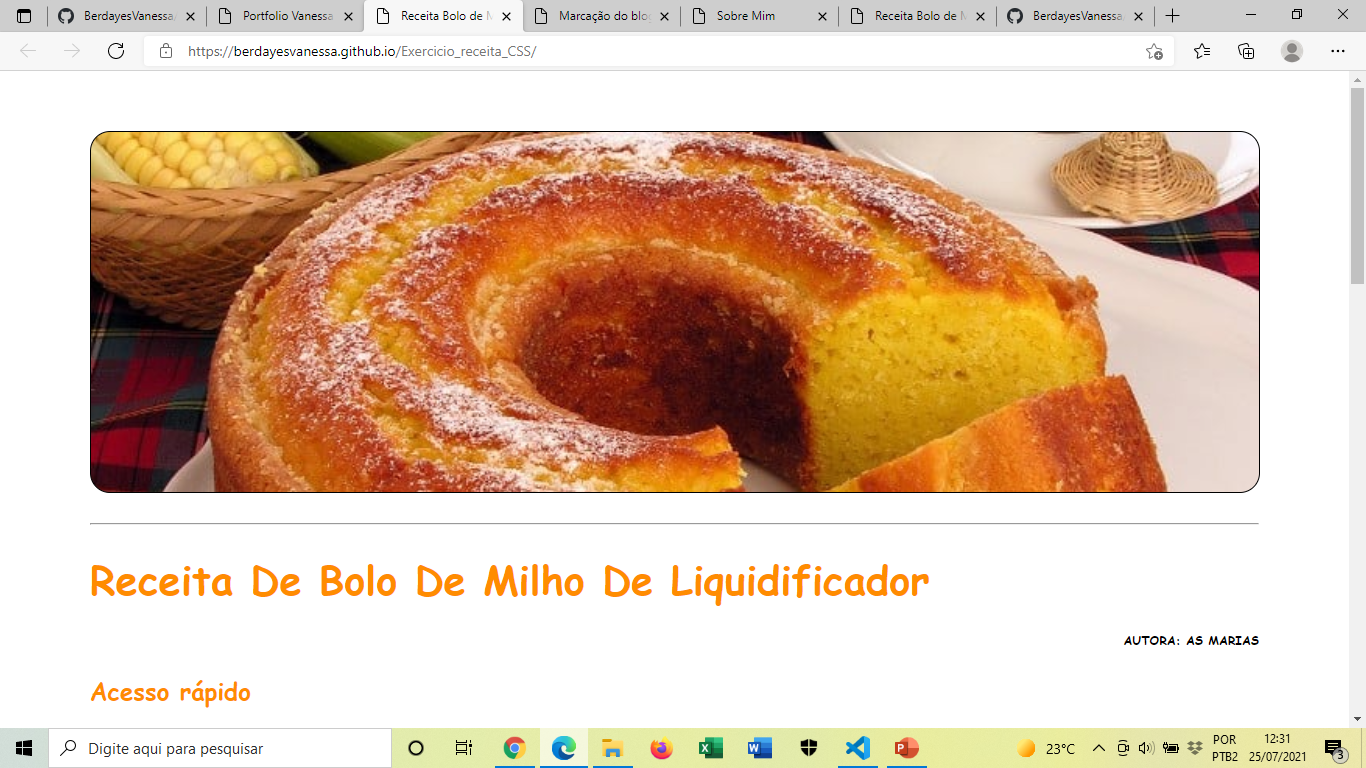 BerdayesVanessa
Portfolio Vanessa
Receita Bolo de M
Marcação do blog
Sobre Mim
Receita Bolo de M
BerdayesVanessa
https://berdayesvanessa.github.io/Exercicio_receita_CSS/
Receita De Bolo De Milho De Liquidificador
AUTORA: AS MARIAS
Acesso rápido
Digite aqui para pesquisar
23°C
POR
PTB2
12:31
25/07/2021
3